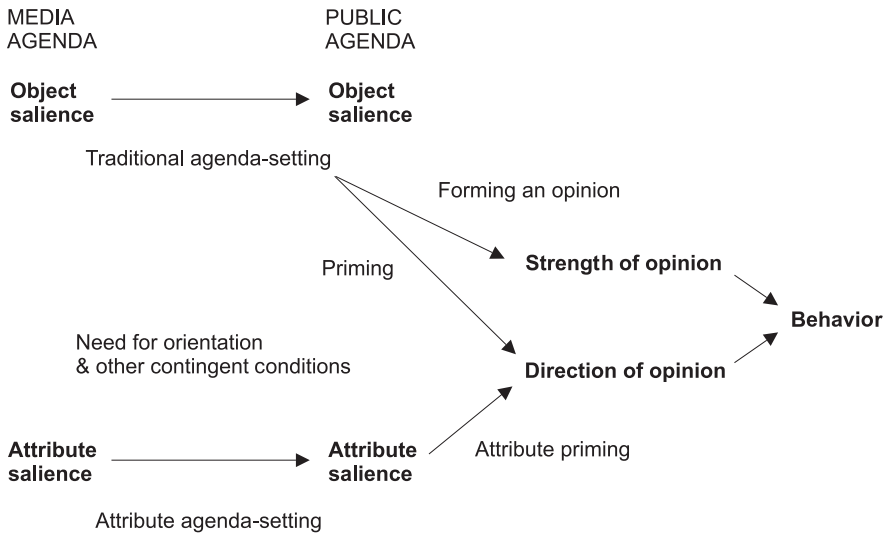 MEDIA
AGENDA
PUBLIC
AGENDA
Object
salience
Object
salience
Traditional agenda-setting
Forming an opinion
Priming
Strength of opinion
Behavior
Need for orientation
& other contingent conditions
Direction of opinion
Attribute
salience
Attribute
salience
Attribute priming
Attribute agenda-setting